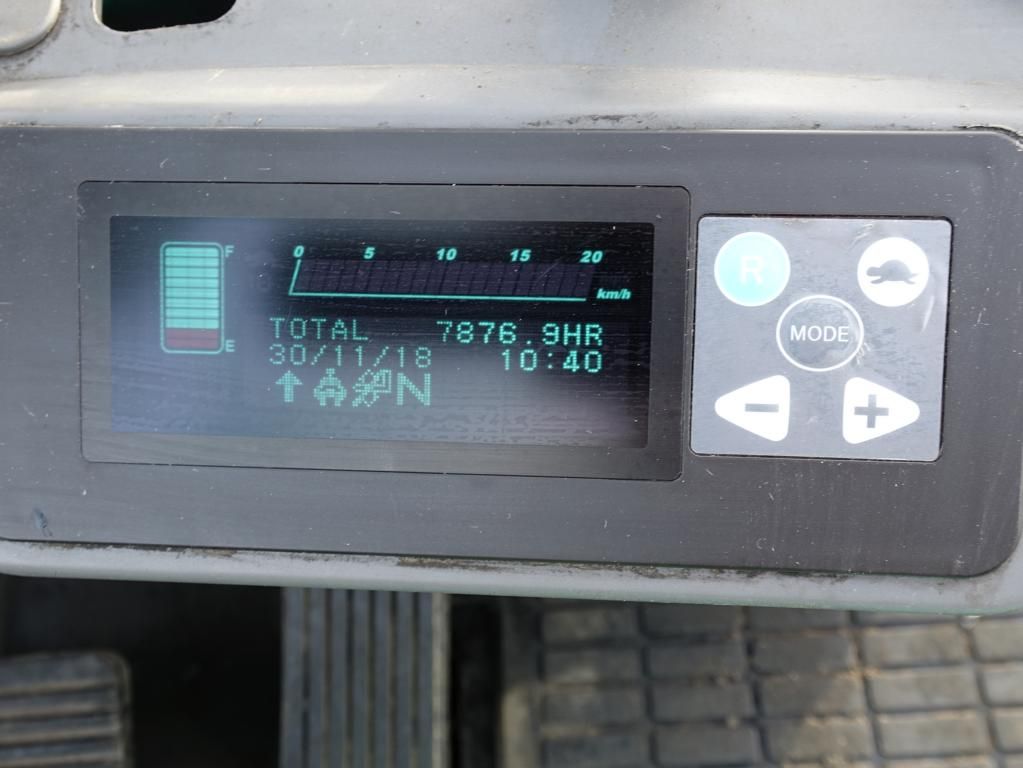 F
0 5 10 15 20
km/h
E
TOTAL 7876.9HR
30/11/18 10:40
N
R
MODE
- +